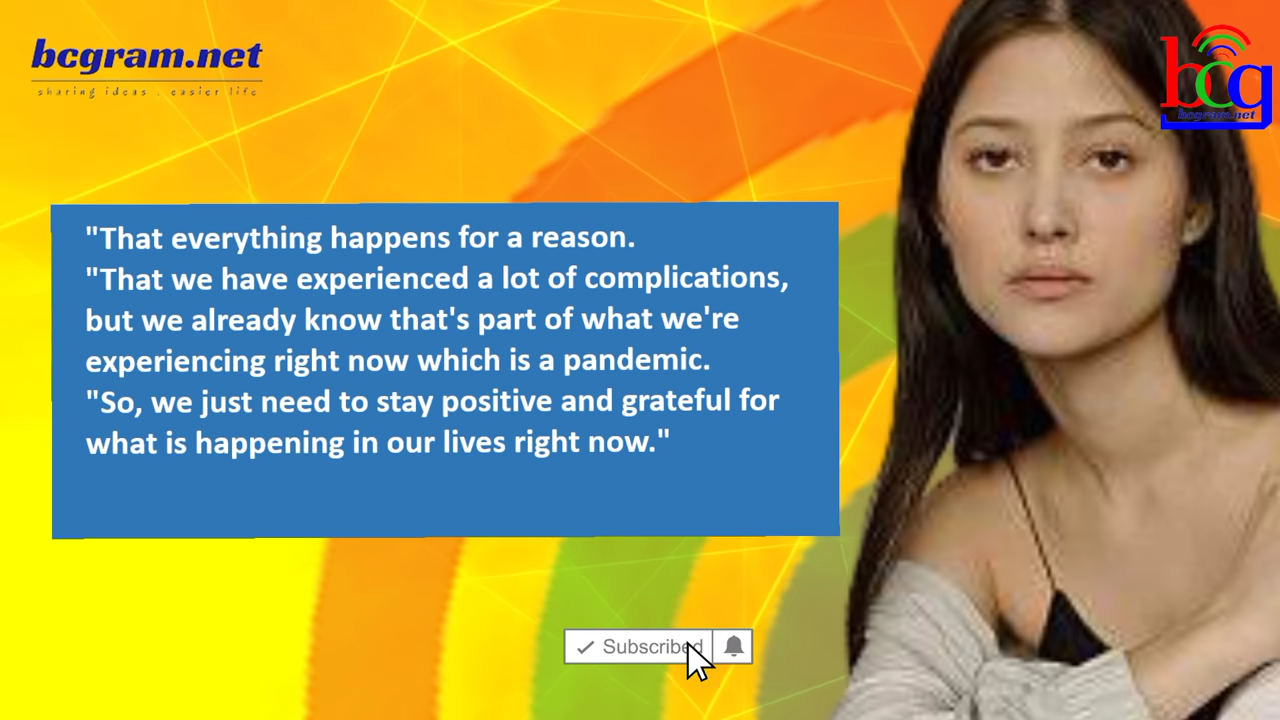 bcgram.net
sharing ideas . easier life
bcg
bcgram.net
"That everything happens for a reason.
"That we have experienced a lot of complications,
but we already know that's part of what we're
experiencing right now which is a pandemic.
"So, we just need to stay positive and grateful for
what is happening in our lives right now."
Subscribed